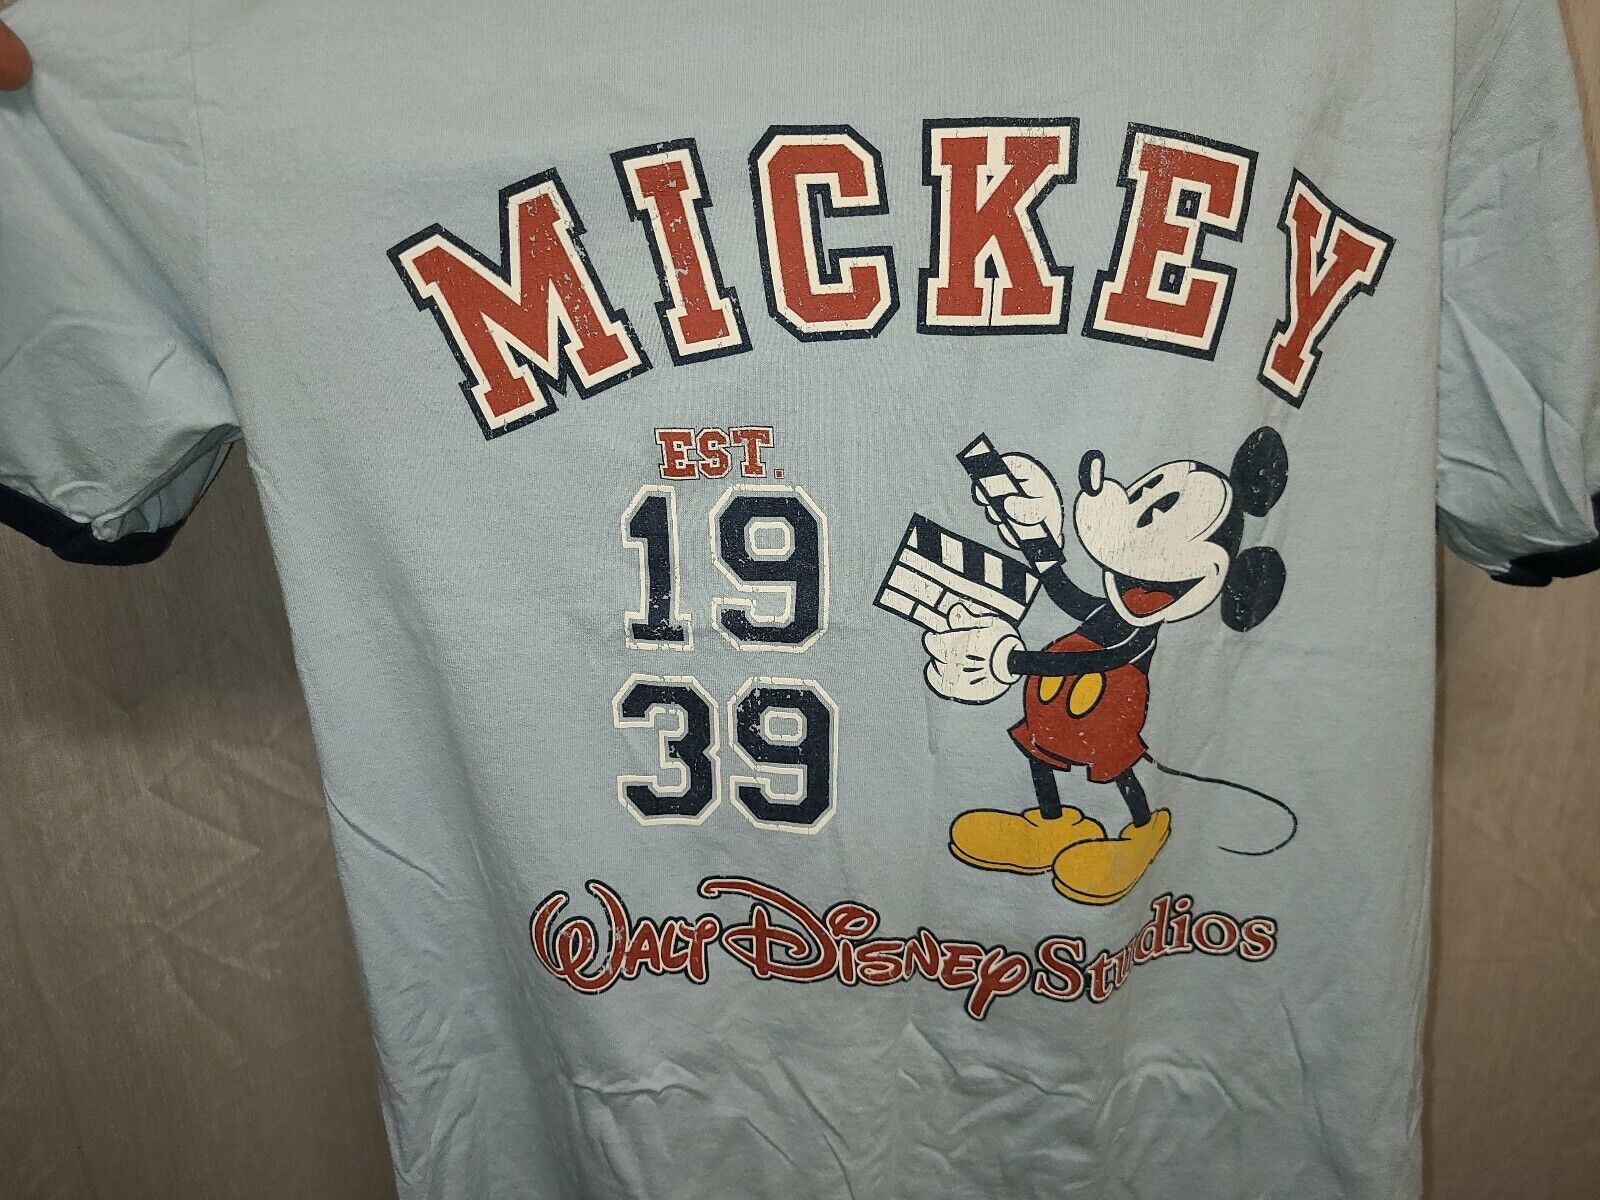 MICKEY
EST.
19
39
WALT DISNEY Studios